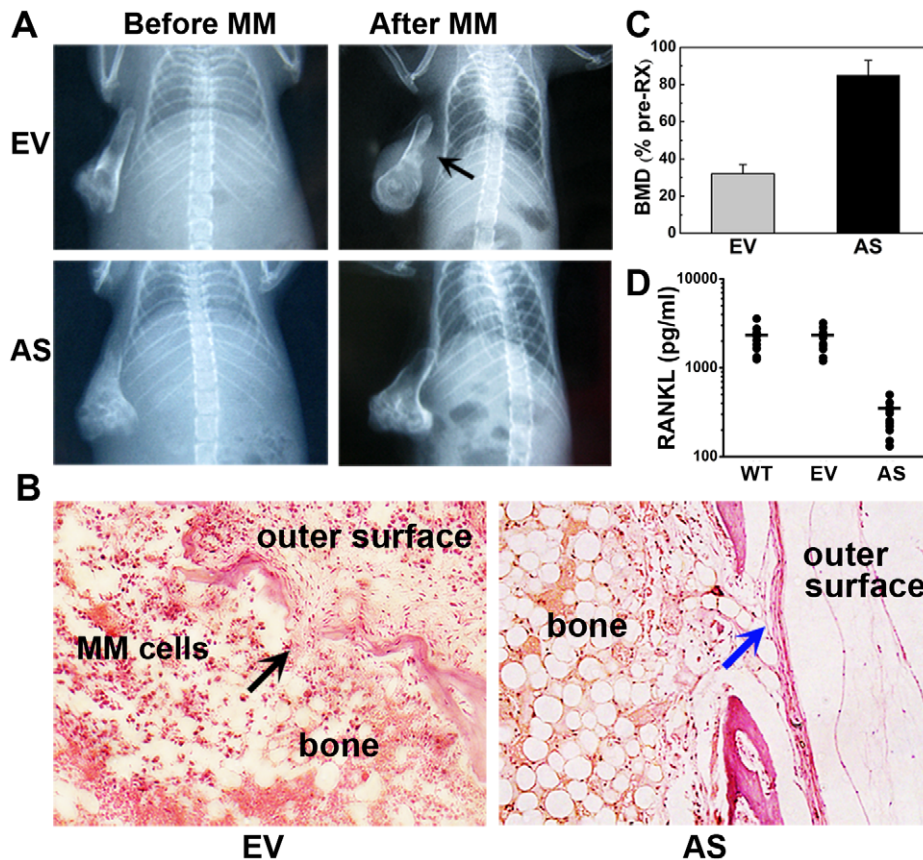 A
Before MM
After MM
EV
AS
C
BMD (% pre-RX)
100
80
60
40
20
0
EV
AS
D
RANKL (pg/ml)
10000
1000
100
WT
EV
AS
B
outer surface
MM cells
bone
EV
bone
outer
surface
AS